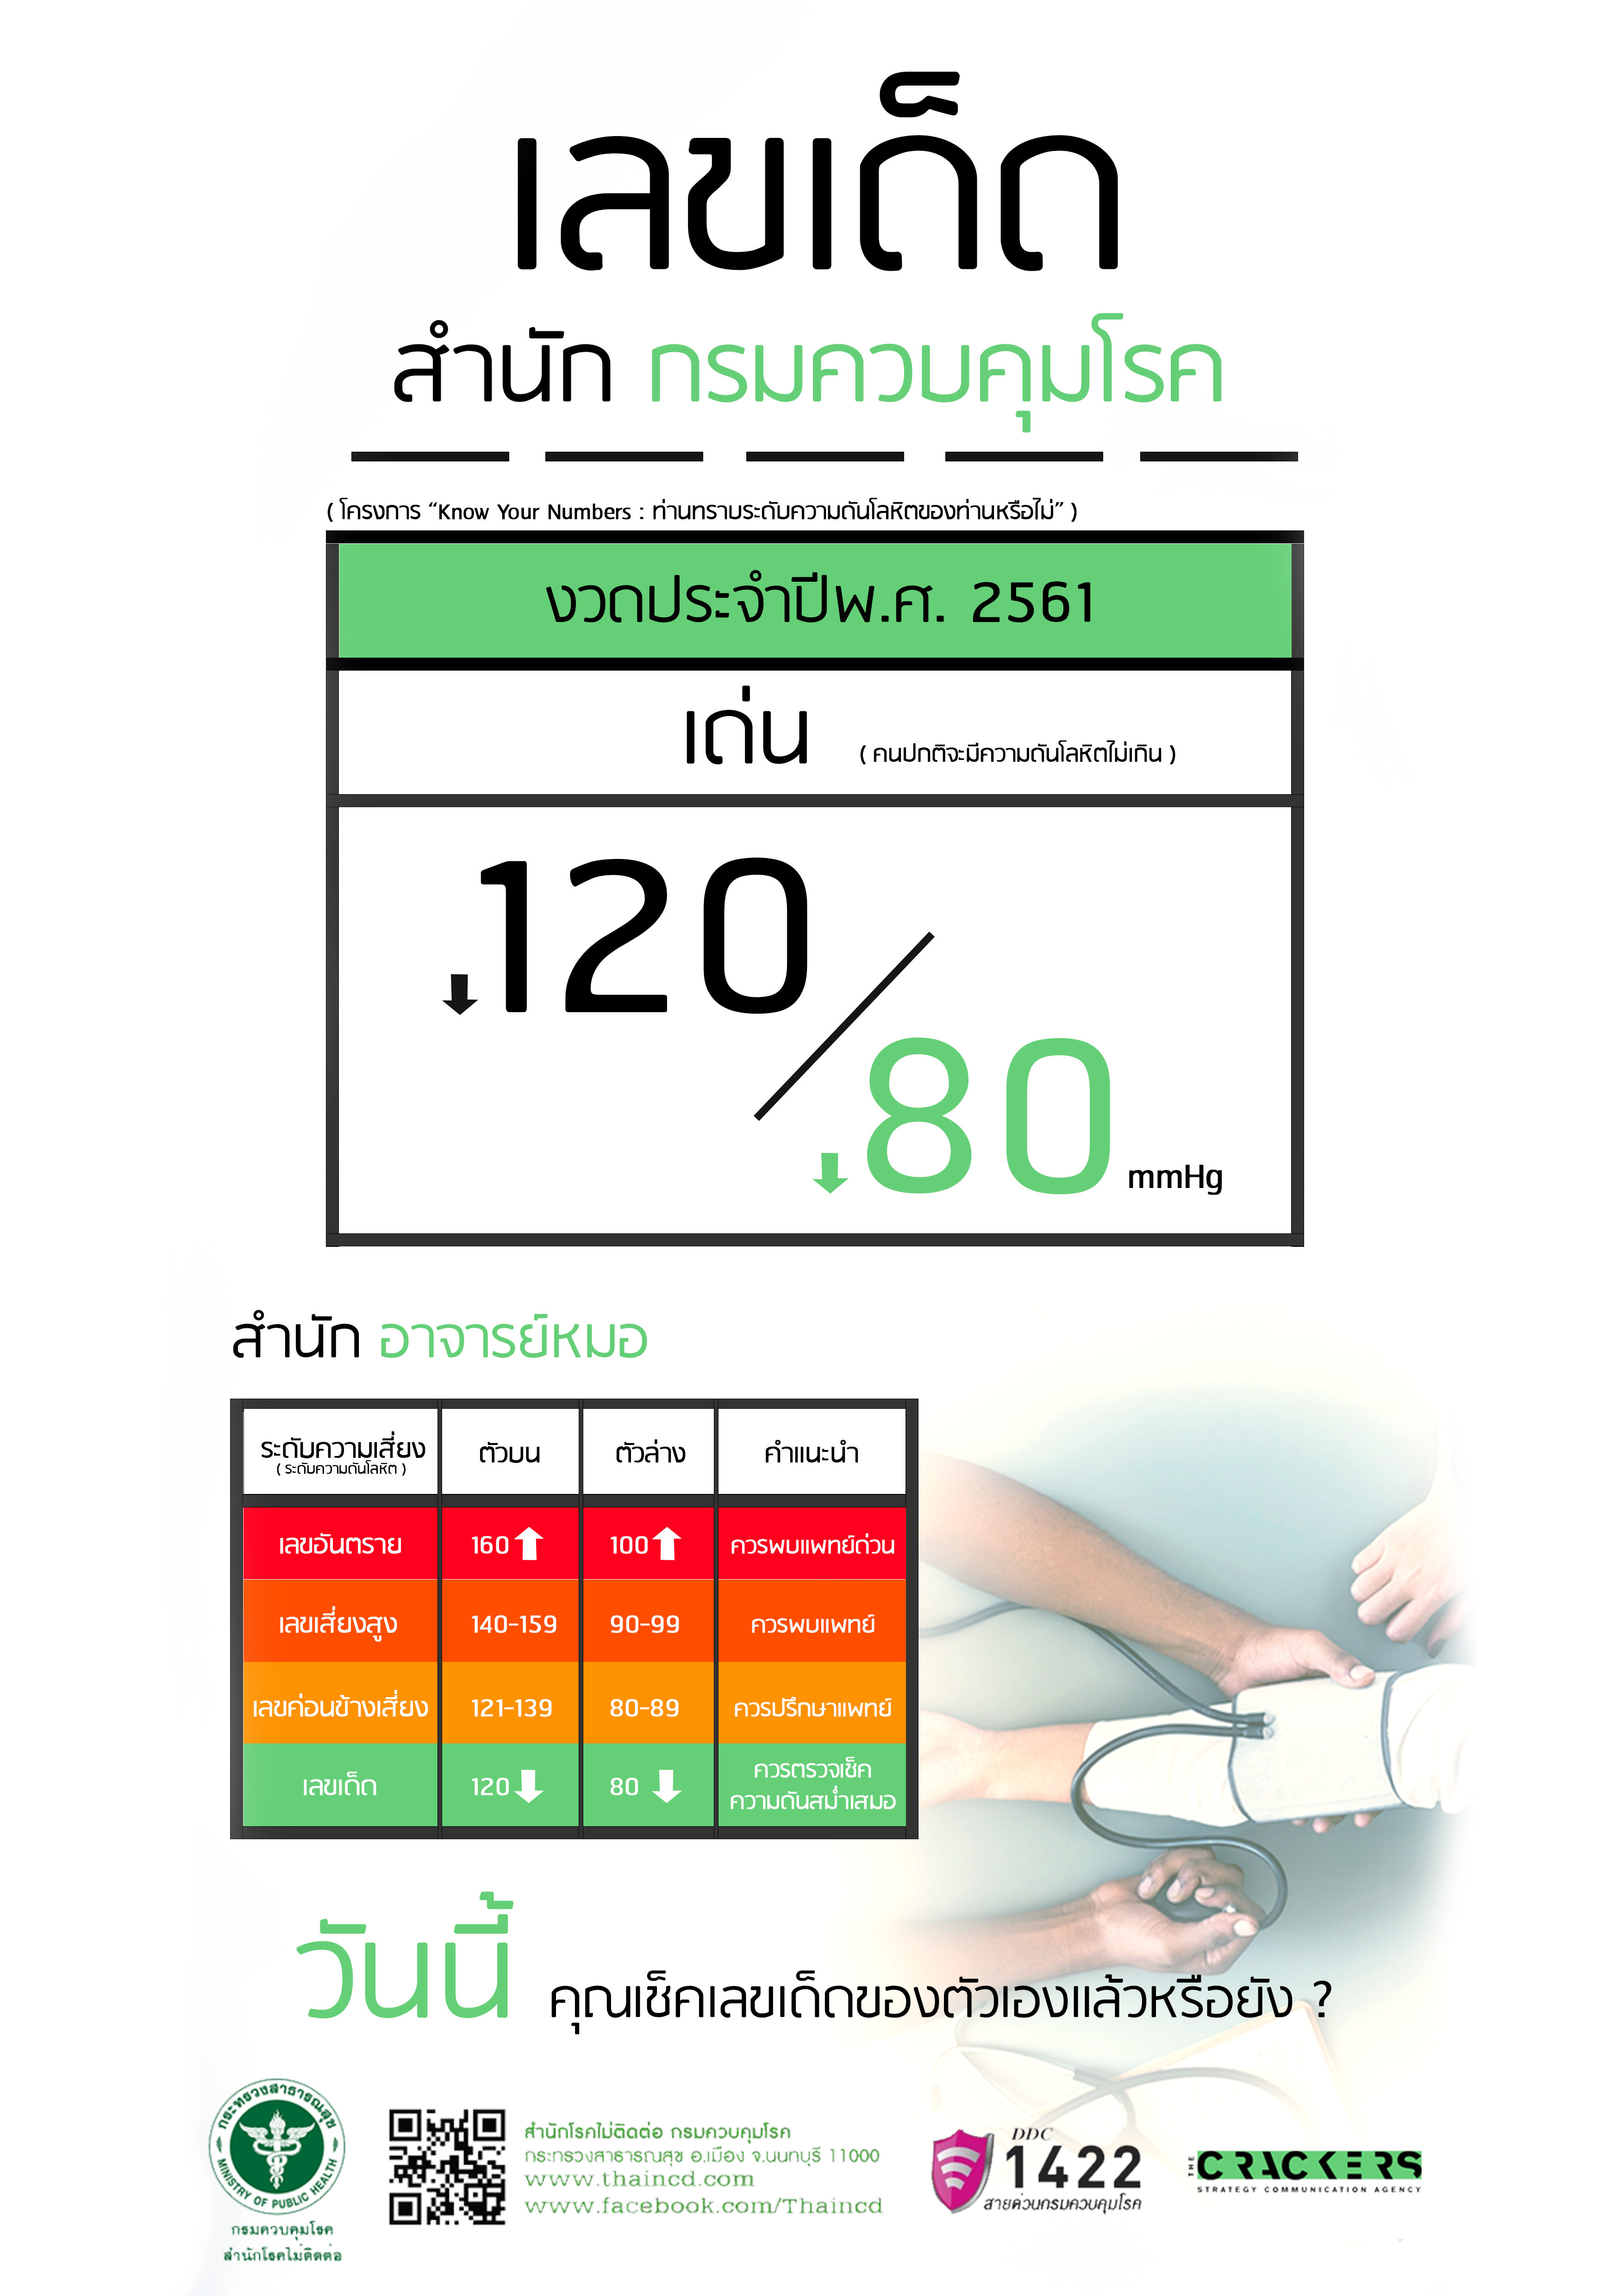 เลขเด็ด
สำนัก กรมควบคุมโรค
( โครงการ “Know Your Numbers : ท่านทราบระดับความดันโลหิตของท่านหรือไม่” )
งวดประจำปีพ.ศ. 2561
เด่น ( คนปกติจะมีความดันโลหิตไม่เกิน )
120
80 mmHg
สำนัก อาจารย์หมอ
ระดับความเสี่ยง ตัวบน ตัวล่าง คำแนะนำ
( ระดับความดันโลหิต )
เลขอันตราย 160 100 ควรพบแพทย์ด่วน
เลขเสี่ยงสูง 140-159 90-99 ควรพบแพทย์
เลขค่อนข้างเสี่ยง 121-139 80-89 ควรปรึกษาแพทย์
เลขเด็ด 120 80 ควรตรวจเช็ค
ความดันสม่ำเสมอ
วันนี้ คุณเช็คเลขเด็ดของตัวเองแล้วหรือยัง ?
กระทรวงสาธารณสุข
MINISTRY OF PUBLIC HEALTH
กรมควบคุมโรค
สำนักโรคไม่ติดต่อ
สำนักโรคไม่ติดต่อ กรมควบคุมโรค
กระทรวงสาธารณสุข อ.เมือง จ.นนทบุรี 11000
www.thaincd.com
www.facebook.com/Thaincd
DDC
1422
สายด่วนกรมควบคุมโรค
THE CRACKERS
STRATEGY COMMUNICATION AGENCY